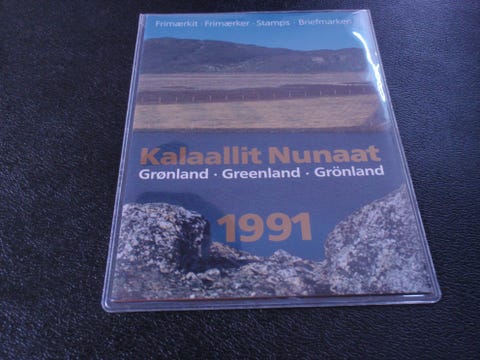 Frimærkit · Frimærker · Stamps · Briefmarken
Kalaallit Nunaat
Grønland · Greenland · Grönland
1991